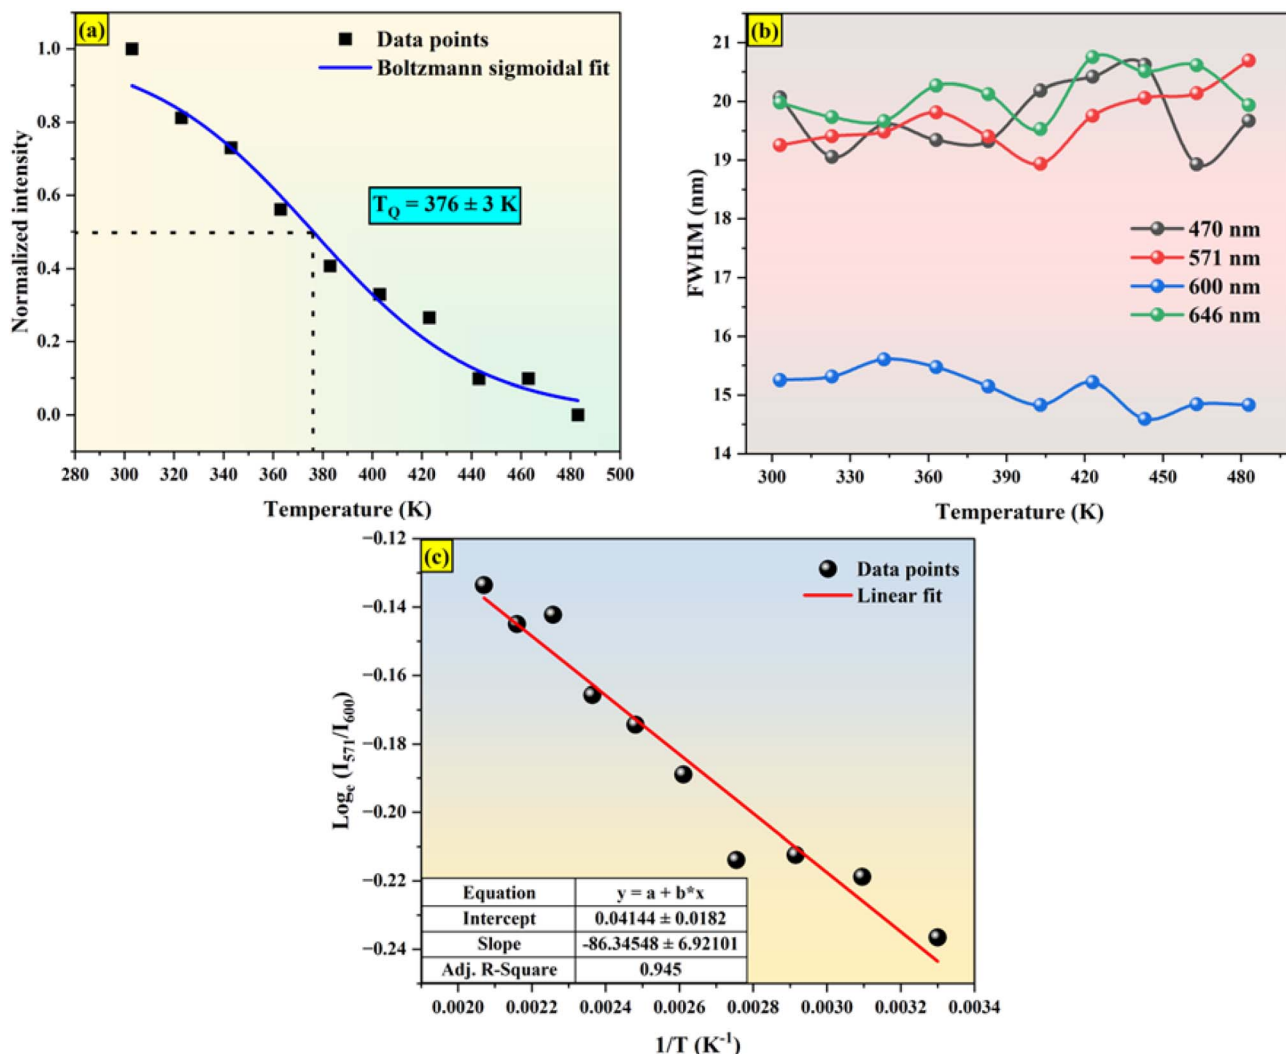 (a)
Data points
Boltzmann sigmoidal fit
T_Q = 376 ± 3 K
Normalized intensity
1.0
0.8
0.6
0.4
0.2
0.0
280 300 320 340 360 380 400 420 440 460 480 500
Temperature (K)
(b)
FWHM (nm)
21
20
19
18
17
16
15
14
470 nm
571 nm
600 nm
646 nm
300 330 360 390 420 450 480
Temperature (K)
(c)
Data points
Linear fit
Log_e (I_571/I_600)
−0.12
−0.14
−0.16
−0.18
−0.20
−0.22
−0.24
Equation y = a + b*x
Intercept 0.04144 ± 0.0182
Slope -86.34548 ± 6.92101
Adj. R-Square 0.945
0.0020 0.0022 0.0024 0.0026 0.0028 0.0030 0.0032 0.0034
1/T (K⁻¹)